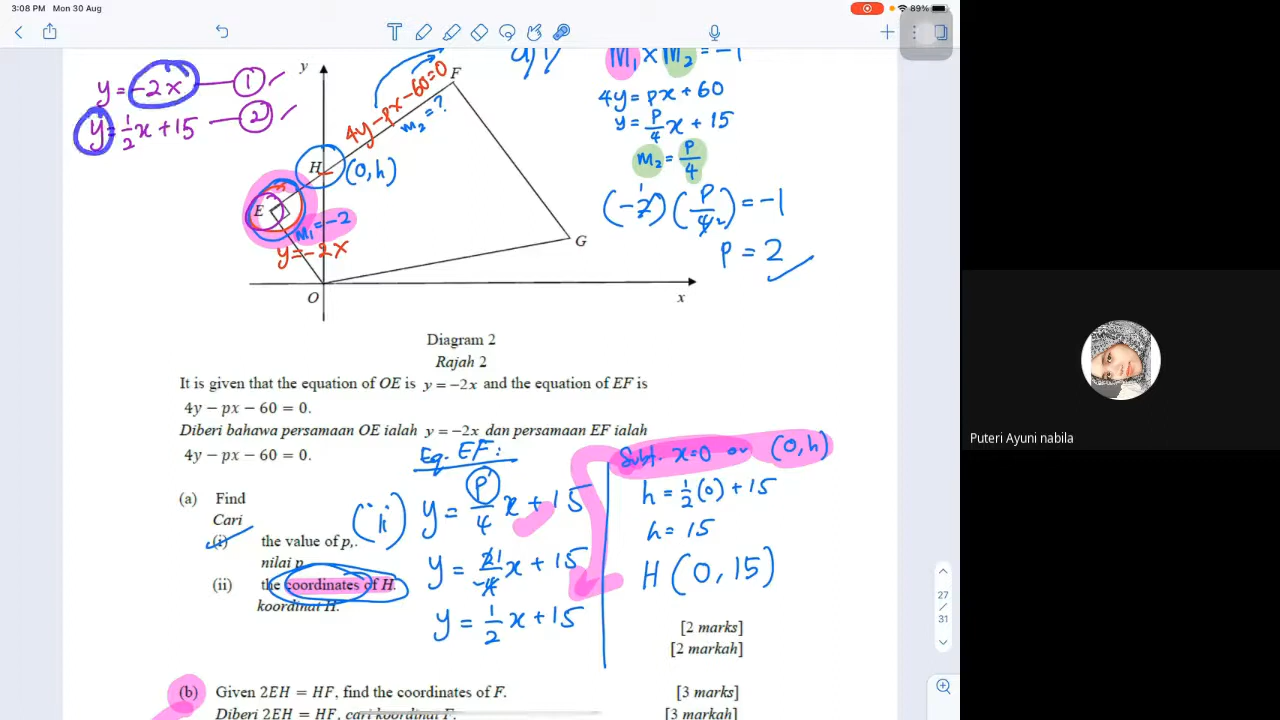 3:08 PM Mon 30 Aug
89%
y = -2x — ①
y = 1/2 x + 15 — ②
y
F
4y - px - 60 = 0
m₂ = ?
H
(0, h)
E
m₁ = -2
y = -2x
G
O
x
M₁ x M₂ = -1
4y = px + 60
y = p/4 x + 15
m₂ = p/4
(-2)(p/4) = -1
p = 2
Diagram 2
Rajah 2
It is given that the equation of OE is y = −2x and the equation of EF is
4y − px − 60 = 0.
Diberi bahawa persamaan OE ialah y = −2x dan persamaan EF ialah
4y − px − 60 = 0.
(a) Find
Cari
(i) the value of p,.
nilai p
(ii) the coordinates of H.
koordinat H.
Eq. EF:
(ii) y = p/4 x + 15
y = 2/4 x + 15
y = 1/2 x + 15
Subt. x=0 or (0, h)
h = 1/2 (0) + 15
h = 15
H (0, 15)
[2 marks]
[2 markah]
(b) Given 2EH = HF, find the coordinates of F. [3 marks]
Diberi 2EH = HF, cari koordinat F. [3 markah]
27
/
31
Puteri Ayuni nabila